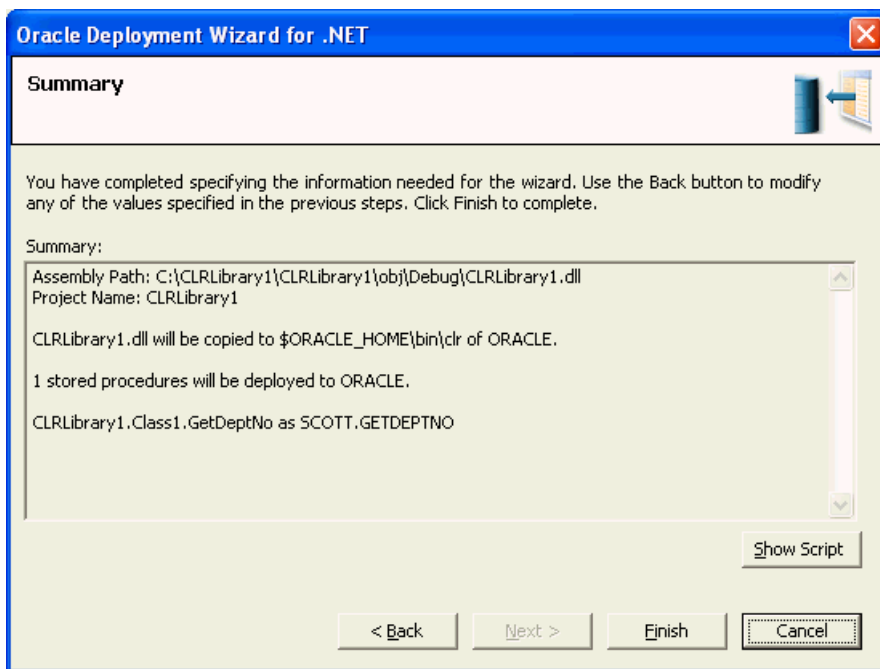 Oracle Deployment Wizard for .NET
Summary
You have completed specifying the information needed for the wizard. Use the Back button to modify
any of the values specified in the previous steps. Click Finish to complete.
Summary:
Assembly Path: C:\CLRLibrary1\CLRLibrary1\obj\Debug\CLRLibrary1.dll
Project Name: CLRLibrary1
CLRLibrary1.dll will be copied to $ORACLE_HOME\bin\clr of ORACLE.
1 stored procedures will be deployed to ORACLE.
CLRLibrary1.Class1.GetDeptNo as SCOTT.GETDEPTNO
Show Script
< Back
Next >
Finish
Cancel